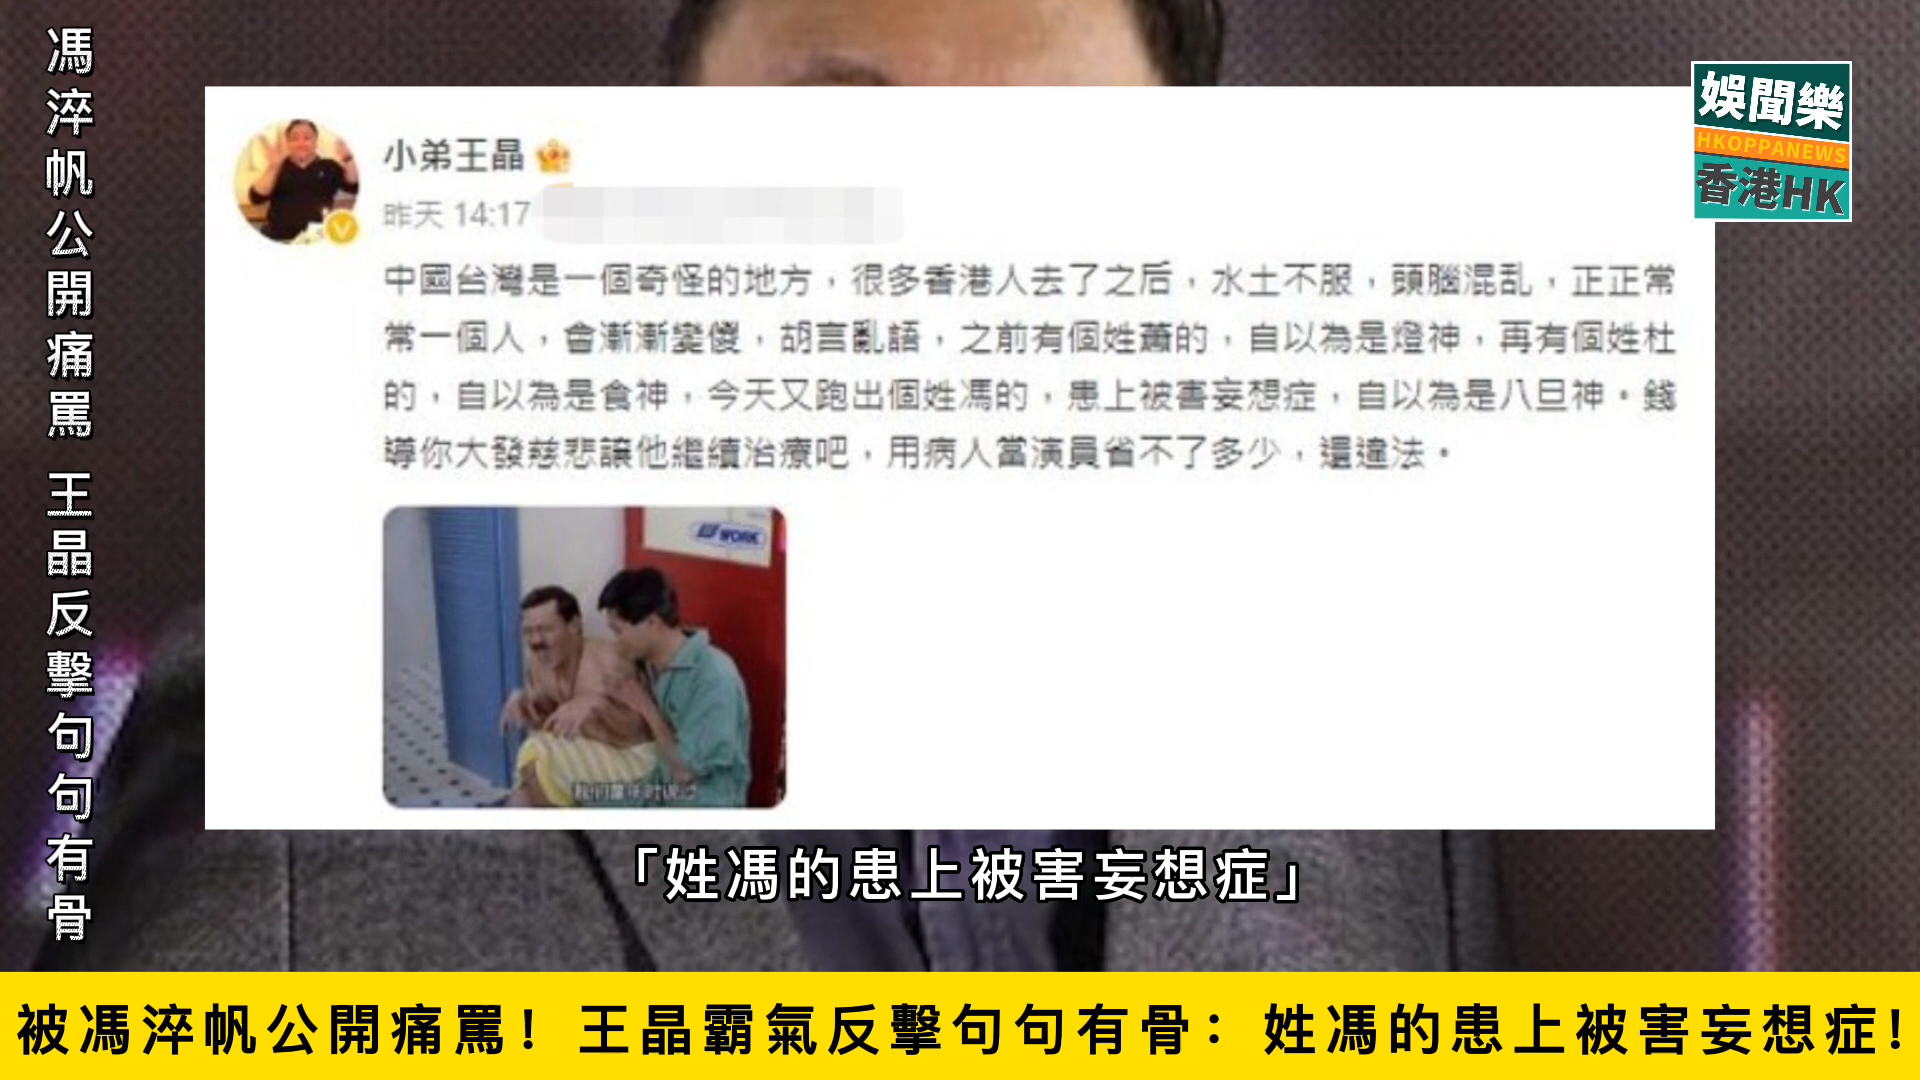 馮淬帆公開痛罵 王晶反擊句句有骨
娛聞樂
HKOPPANEWS
香港HK
小弟王晶
昨天 14:17
中國台灣是一個奇怪的地方，很多香港人去了之后，水土不服，頭腦混乱，正正常
常一個人，會漸漸變傻，胡言亂語，之前有個姓蕭的，自以為是燈神，再有個姓杜
的，自以為是食神，今天又跑出個姓馮的，患上被害妄想症，自以為是八旦神。錢
導你大發慈悲讓他繼續治療吧，用病人當演員省不了多少，還違法。
WORK
「姓馮的患上被害妄想症」
被馮淬帆公開痛罵！王晶霸氣反擊句句有骨：姓馮的患上被害妄想症！